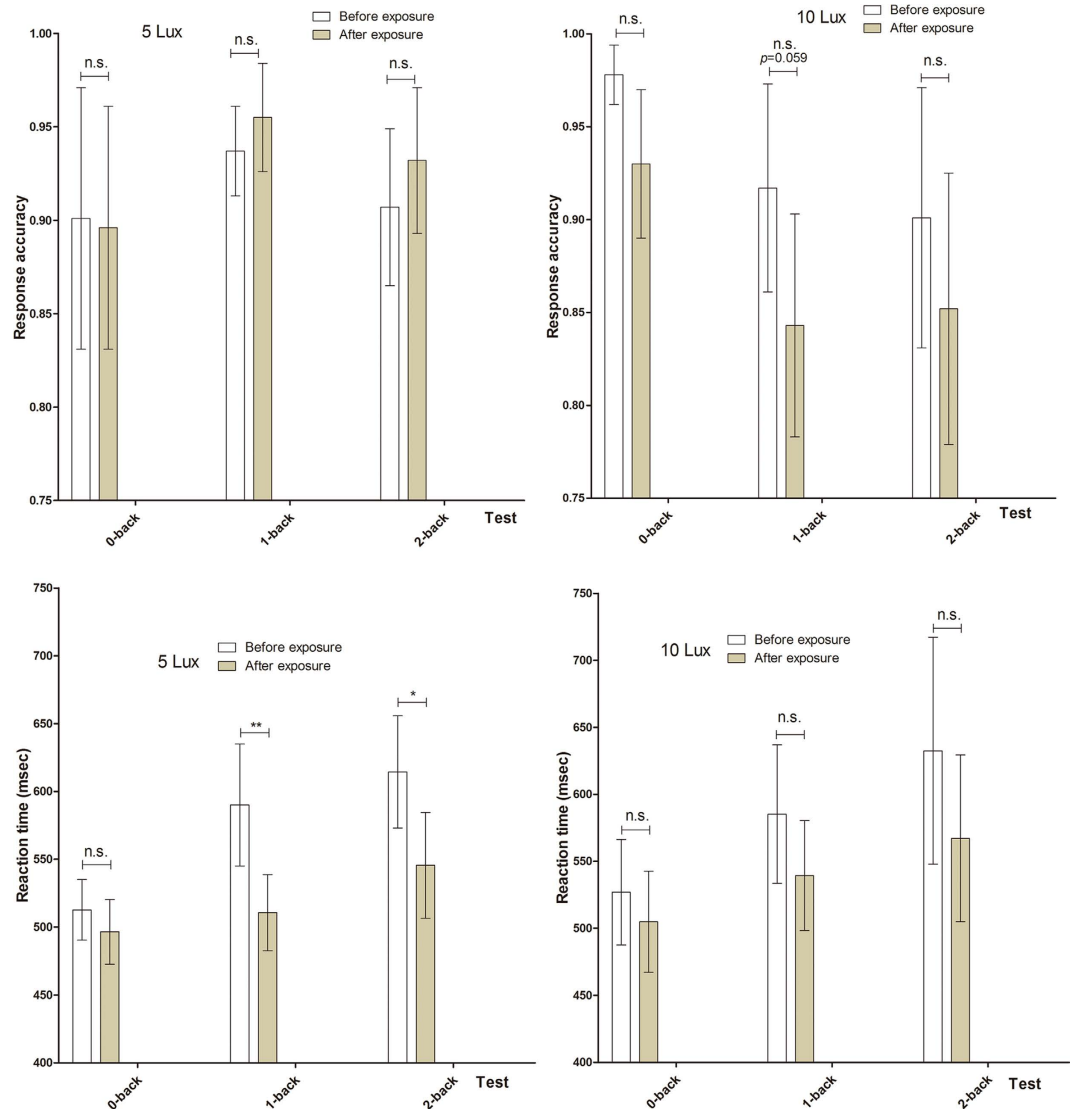 5 Lux
Before exposure
After exposure
Response accuracy
1.00
0.95
0.90
0.85
0.80
0.75
n.s.
n.s.
n.s.
0-back
1-back
2-back
Test
10 Lux
Before exposure
After exposure
Response accuracy
1.00
0.95
0.90
0.85
0.80
0.75
n.s.
n.s.
p=0.059
n.s.
0-back
1-back
2-back
Test
5 Lux
Before exposure
After exposure
Reaction time (msec)
750
700
650
600
550
500
450
400
n.s.
**
*
0-back
1-back
2-back
Test
10 Lux
Before exposure
After exposure
Reaction time (msec)
750
700
650
600
550
500
450
400
n.s.
n.s.
n.s.
0-back
1-back
2-back
Test